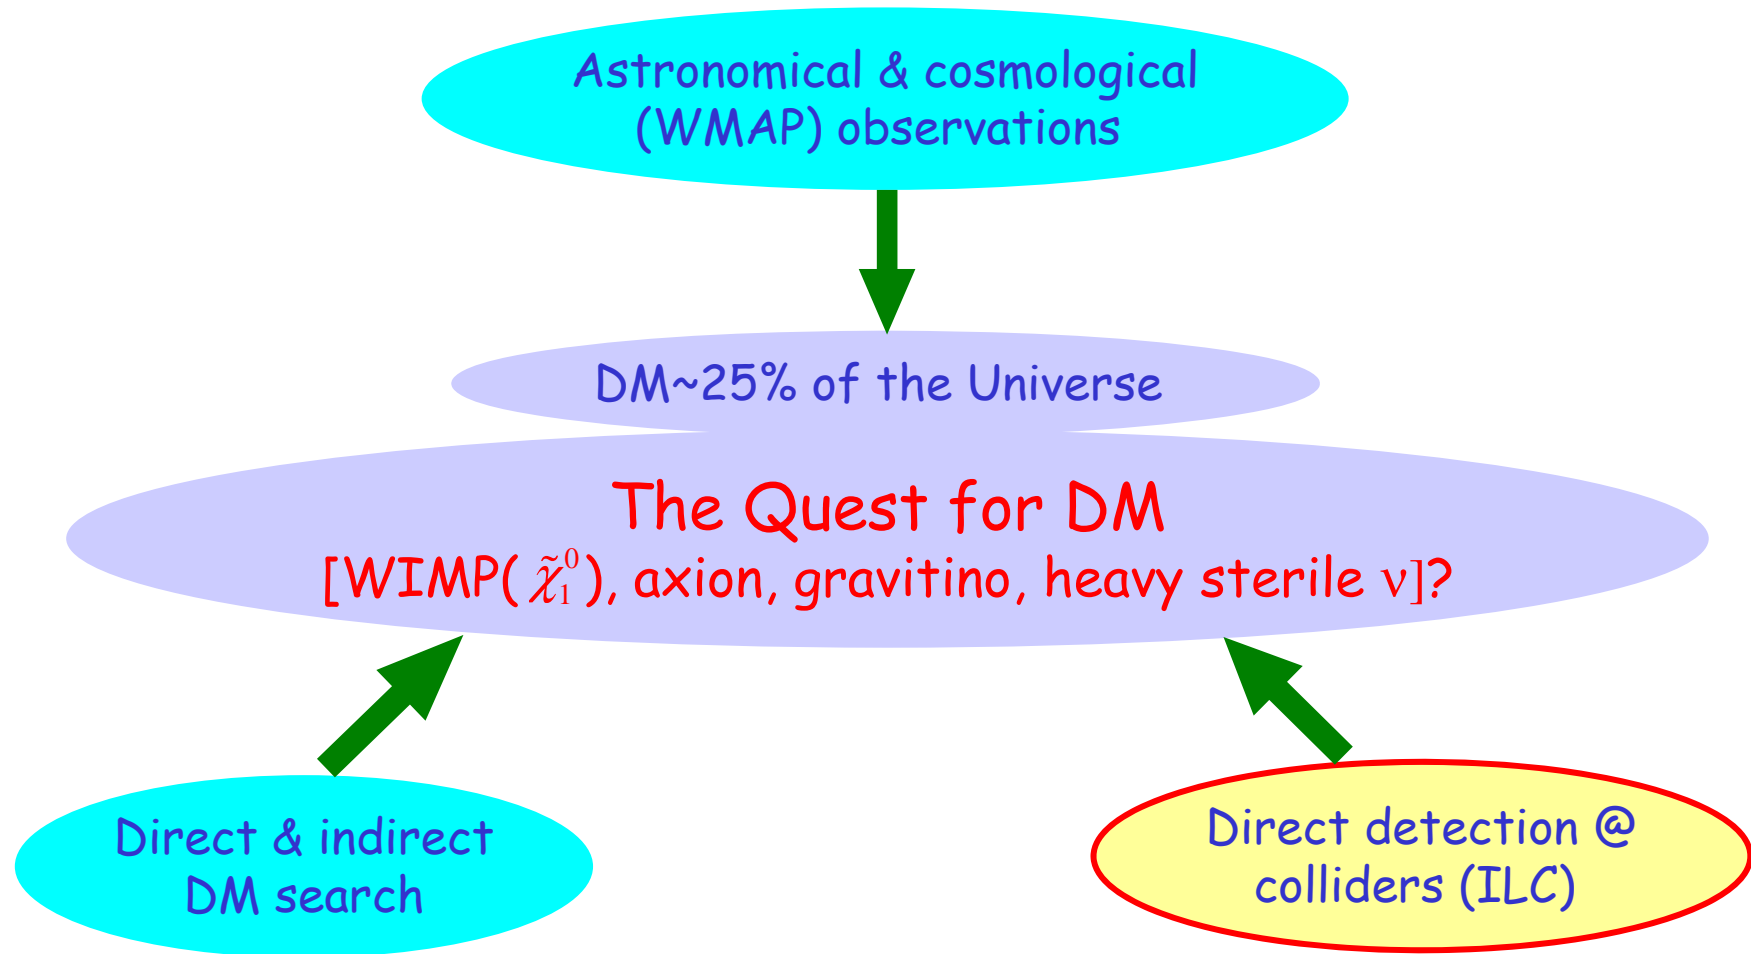 Astronomical & cosmological
(WMAP) observations
DM~25% of the Universe
The Quest for DM
[WIMP( χ̃₁⁰), axion, gravitino, heavy sterile ν]?
Direct & indirect
DM search
Direct detection @
colliders (ILC)